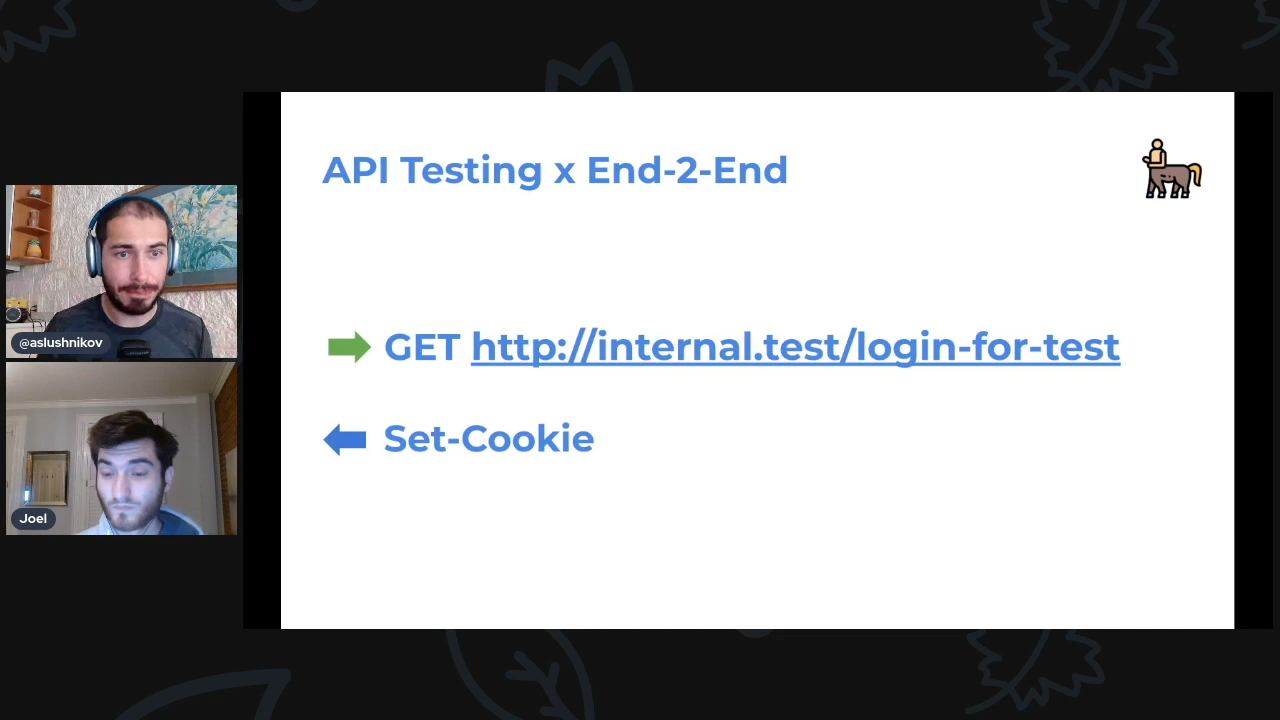 API Testing x End-2-End
GET http://internal.test/login-for-test
Set-Cookie
@aslushnikov
Joel